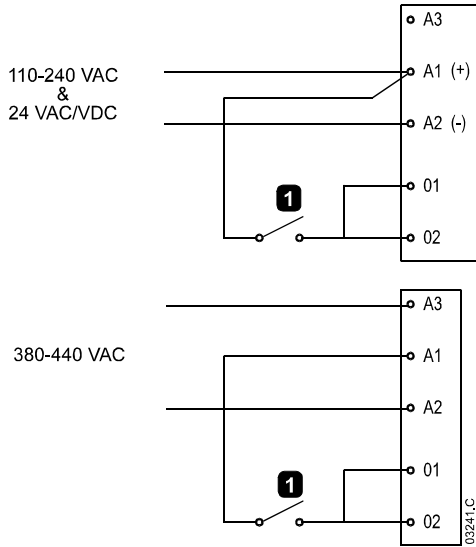 A3
110-240 VAC
&
24 VAC/VDC
A1 (+)
A2 (-)
01
1
02
A3
380-440 VAC
A1
A2
01
1
02
03241.C